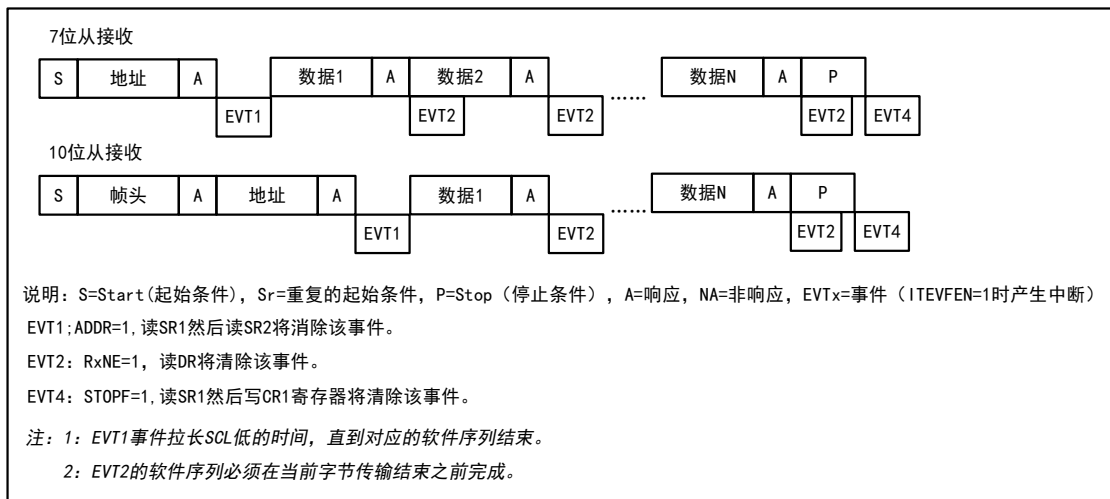 7位从接收
S 地址 A 数据1 A 数据2 A 数据N A P
EVT1 EVT2 EVT2 …… EVT2 EVT4
10位从接收
S 帧头 A 地址 A 数据1 A 数据N A P
EVT1 EVT2 …… EVT2 EVT4
说明：S=Start(起始条件)，Sr=重复的起始条件，P=Stop（停止条件），A=响应，NA=非响应，EVTx=事件（ITEVFEN=1时产生中断）
EVT1;ADDR=1,读SR1然后读SR2将消除该事件。
EVT2：RxNE=1，读DR将清除该事件。
EVT4：STOPF=1,读SR1然后写CR1寄存器将清除该事件。
注：1：EVT1事件拉长SCL低的时间，直到对应的软件序列结束。
2：EVT2的软件序列必须在当前字节传输结束之前完成。